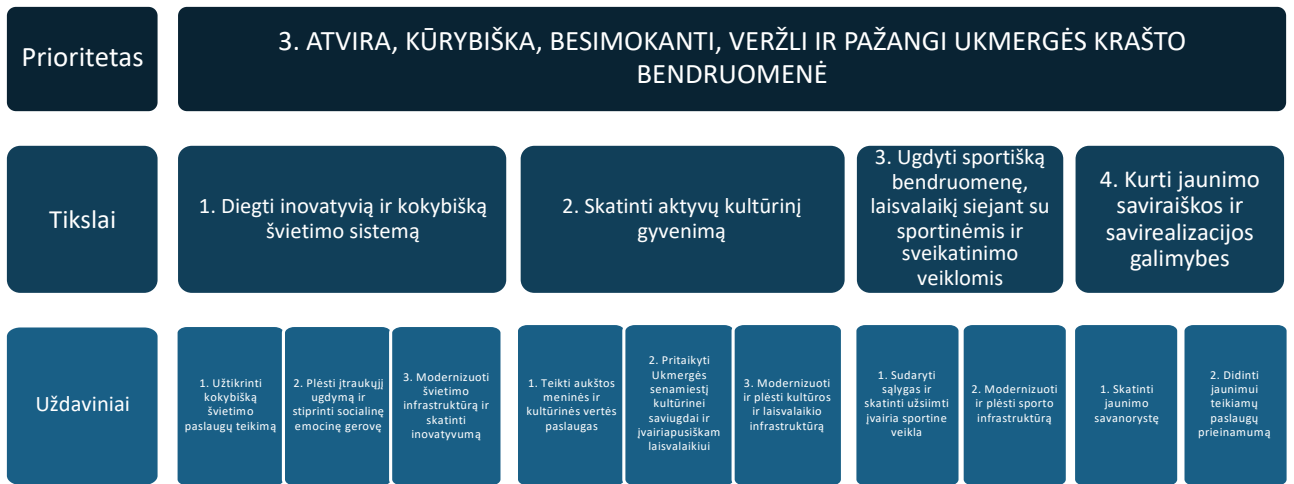 Prioritetas
3. ATVIRA, KŪRYBIŠKA, BESIMOKANTI, VERŽLI IR PAŽANGI UKMERGĖS KRAŠTO
BENDRUOMENĖ
Tikslai
1. Diegti inovatyvią ir kokybišką
švietimo sistemą
2. Skatinti aktyvų kultūrinį
gyvenimą
3. Ugdyti sportišką
bendruomenę,
laisvalaikį siejant su
sportinėmis ir
sveikatinimo
veiklomis
4. Kurti jaunimo
saviraiškos ir
savirealizacijos
galimybes
Uždaviniai
1. Užtikrinti
kokybišką
švietimo
paslaugų teikimą
2. Plėsti įtraukųjį
ugdymą ir
stiprinti socialinę
emocinę gerovę
3. Modernizuoti
švietimo
infrastruktūrą ir
skatinti
inovatyvumą
1. Teikti aukštos
meninės ir
kultūrinės vertės
paslaugas
2. Pritaikyti
Ukmergės
senamiestį
kultūrinei
saviugdai ir
įvairiapusiškam
laisvalaikiui
3. Modernizuoti
ir plėsti kultūros
ir laisvalaikio
infrastruktūrą
1. Sudaryti
sąlygas ir
skatinti užsiimti
įvairia sportine
veikla
2. Modernizuoti
ir plėsti sporto
infrastruktūrą
1. Skatinti
jaunimo
savanorystę
2. Didinti
jaunimui
teikiamų
paslaugų
prieinamumą